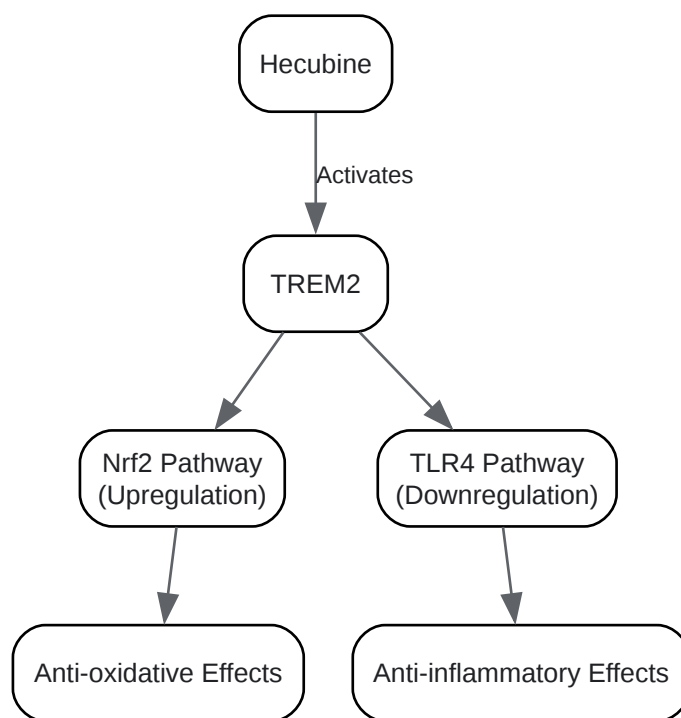 Hecubine
Activates
TREM2
Nrf2 Pathway
(Upregulation)
TLR4 Pathway
(Downregulation)
Anti-oxidative Effects
Anti-inflammatory Effects